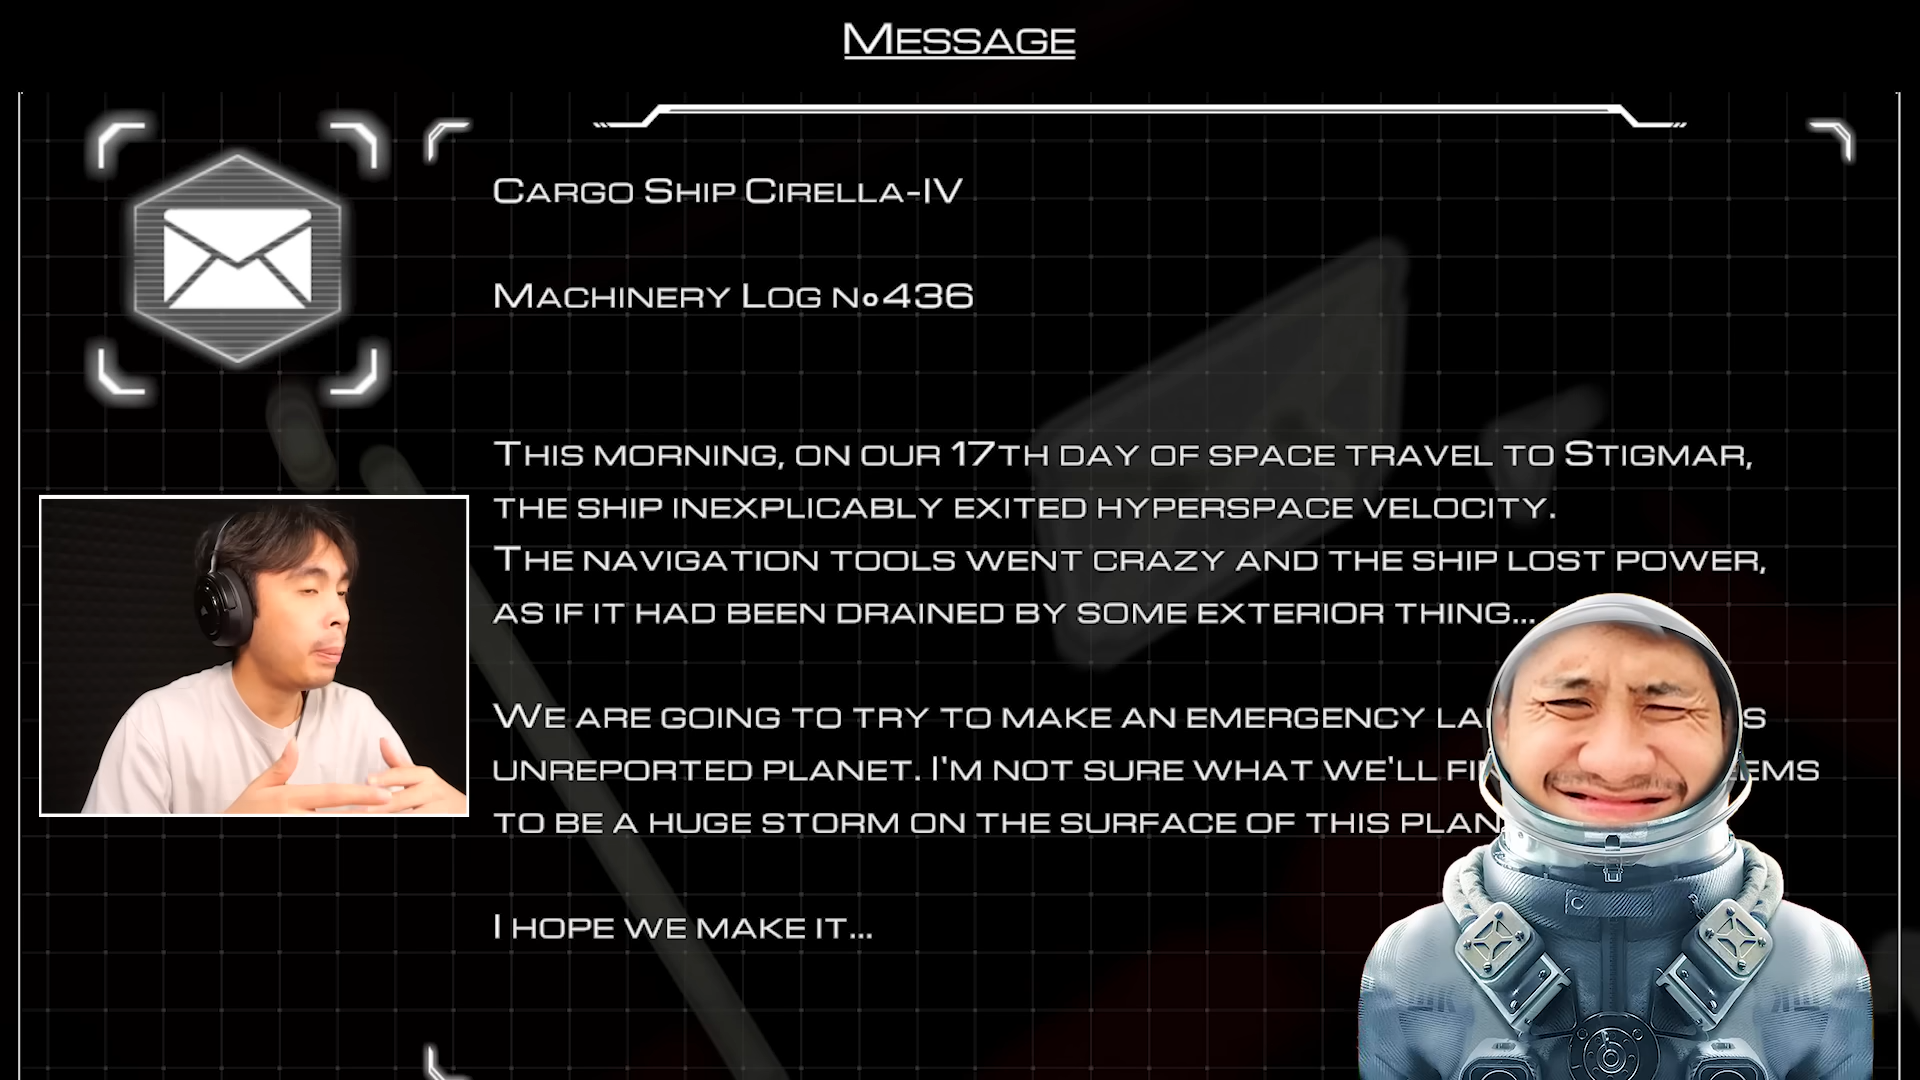 Message
Cargo Ship Cirella-IV
Machinery Log No436
This morning, on our 17th day of space travel to Stigmar,
the ship inexplicably exited hyperspace velocity.
The navigation tools went crazy and the ship lost power,
as if it had been drained by some exterior thing...
We are going to try to make an emergency
unreported planet. I'm not sure what we'll
to be a huge storm on the surface of this
I hope we make it...